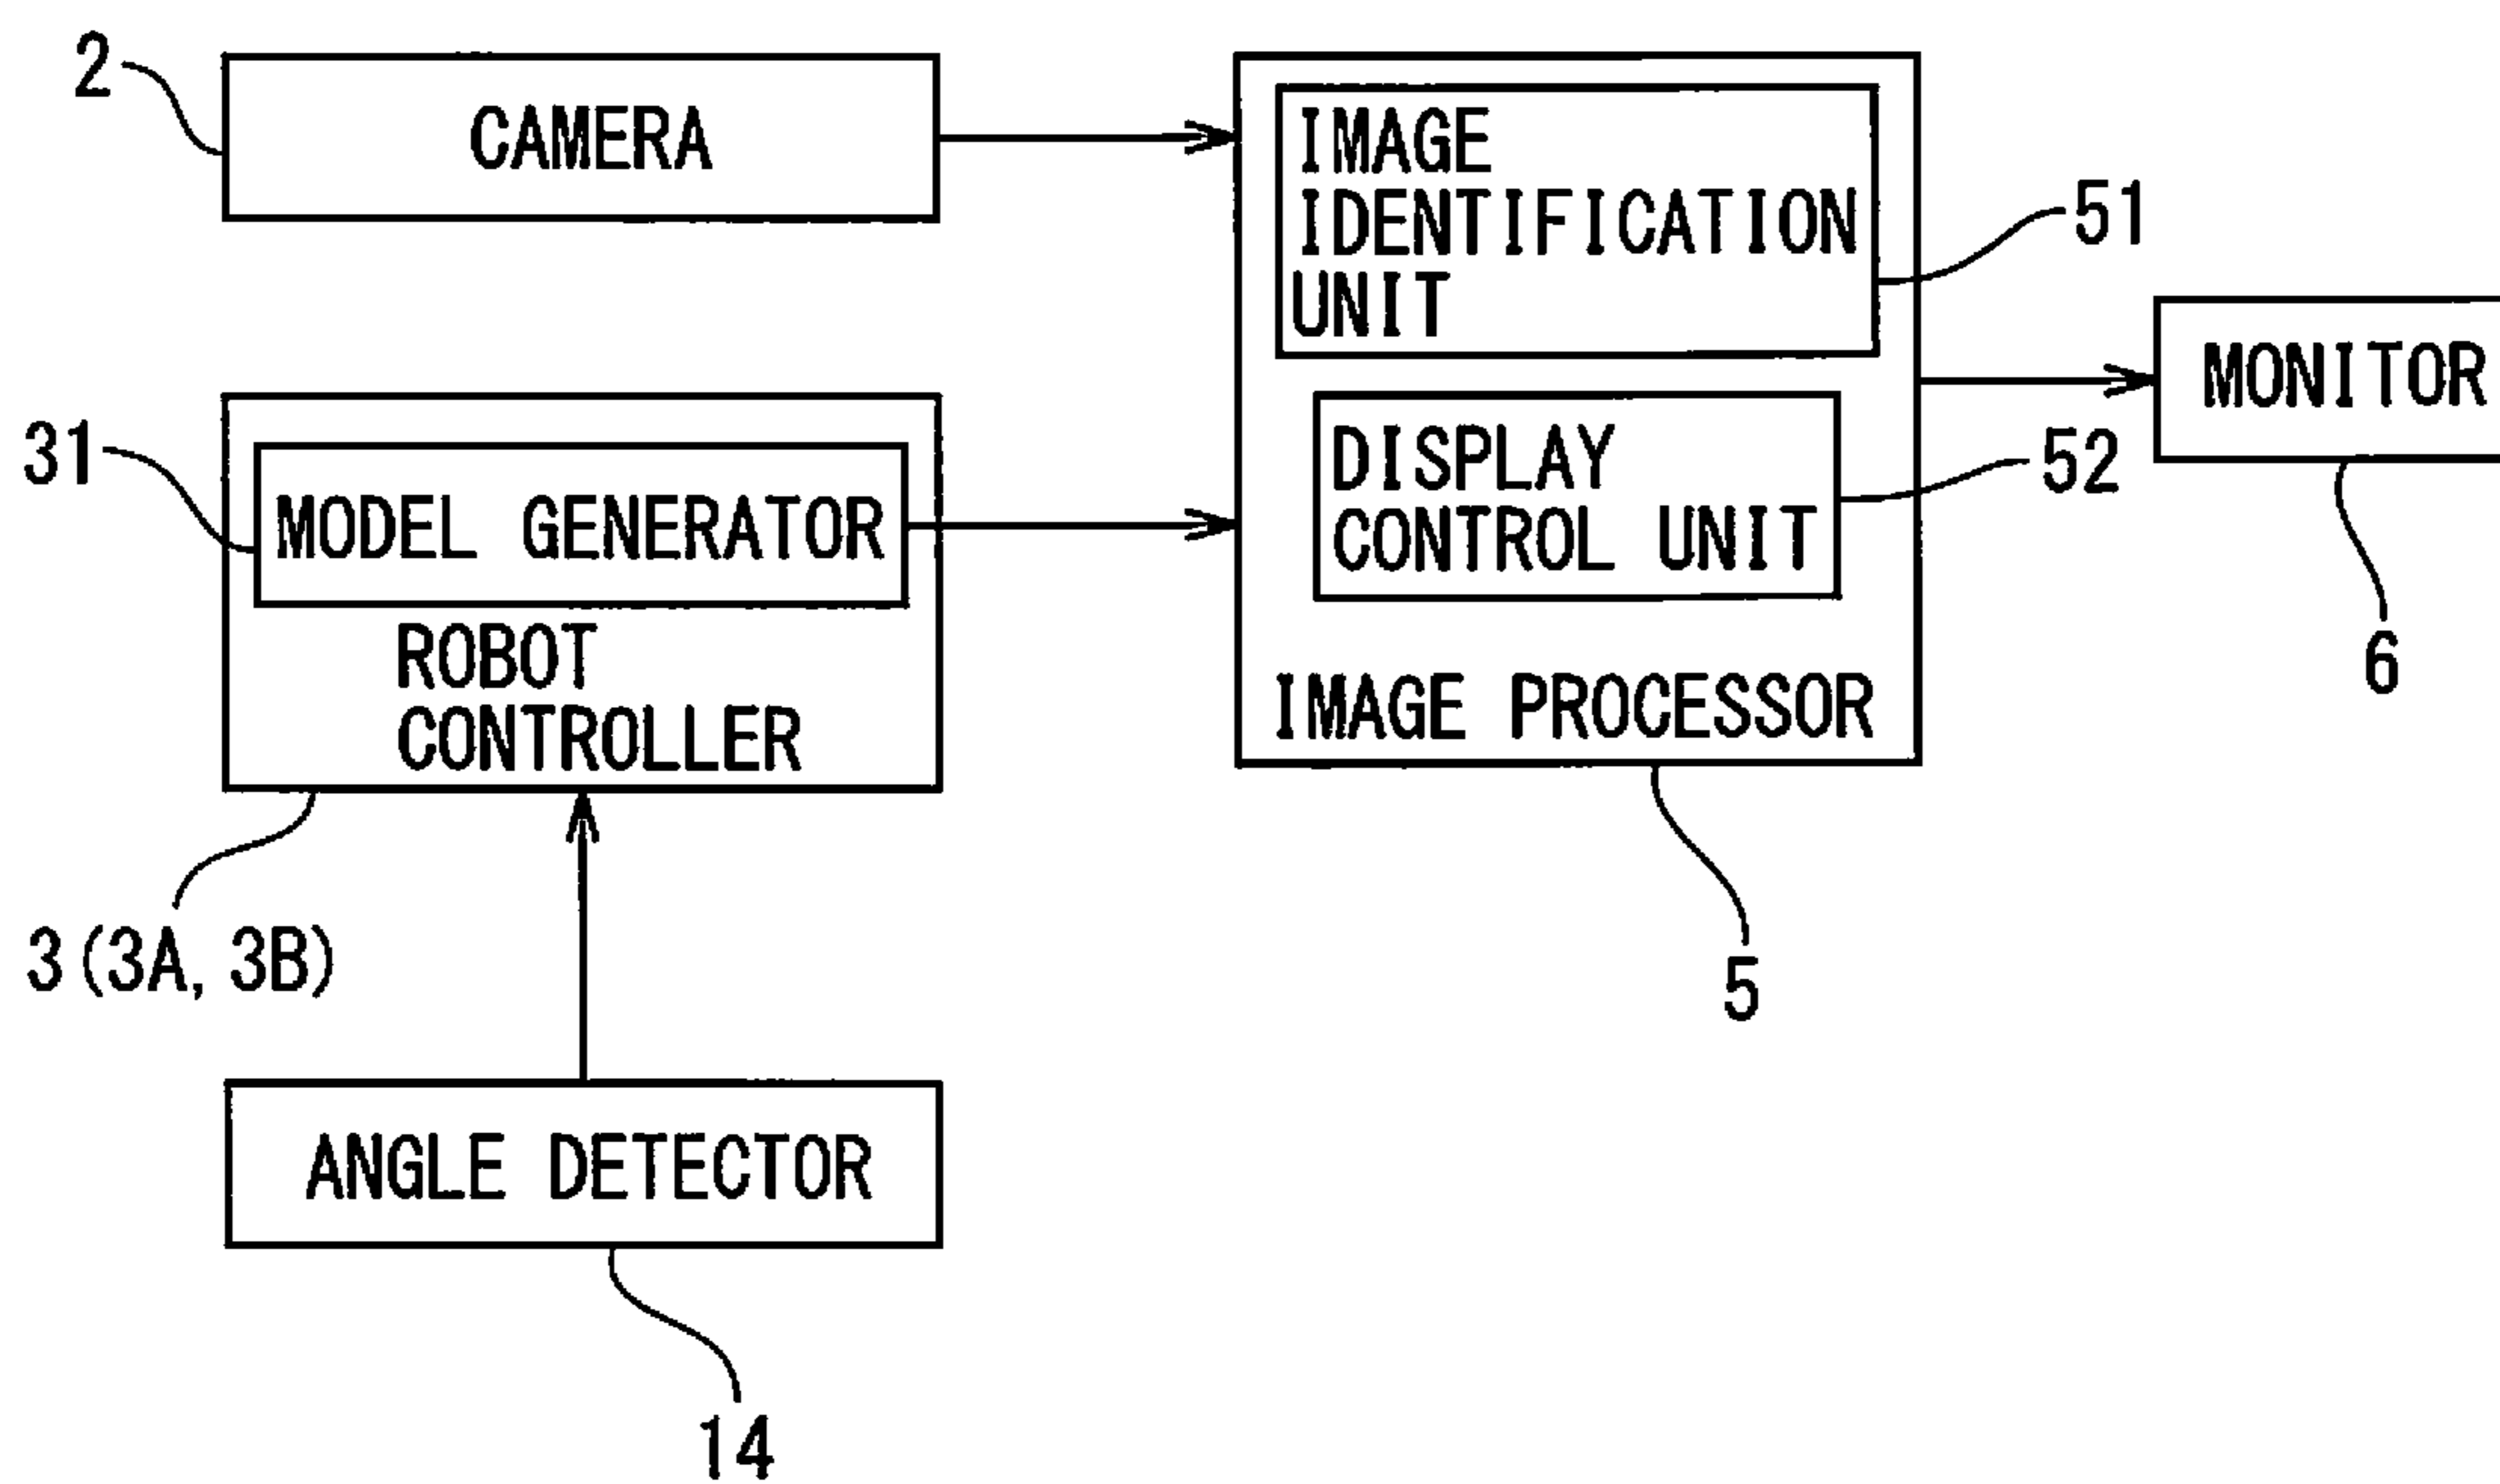 2
CAMERA
IMAGE
IDENTIFICATION
UNIT
51
31
MODEL GENERATOR
ROBOT
CONTROLLER
3 (3A, 3B)
DISPLAY
CONTROL UNIT
52
IMAGE PROCESSOR
5
MONITOR
6
ANGLE DETECTOR
14